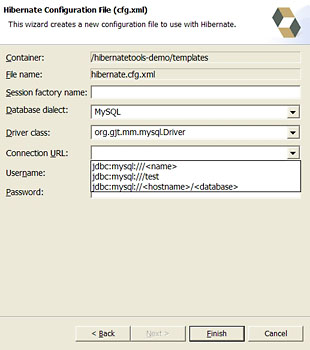 Hibernate Configuration File (cfg.xml)
This wizard creates a new configuration file to use with Hibernate.
Container: /hibernatetools-demo/templates
File name: hibernate.cfg.xml
Session factory name:
Database dialect: MySQL
Driver class: org.gjt.mm.mysql.Driver
Connection URL:
jdbc:mysql:///<name>
Username: jdbc:mysql:///test
jdbc:mysql://<hostname>/<database>
Password:
< Back Next > Finish Cancel